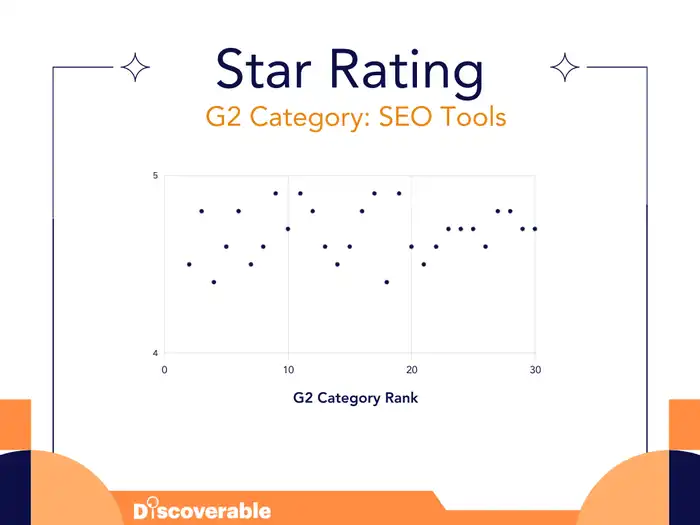 Star Rating
G2 Category: SEO Tools
5
4
0 10 20 30
G2 Category Rank
Discoverable